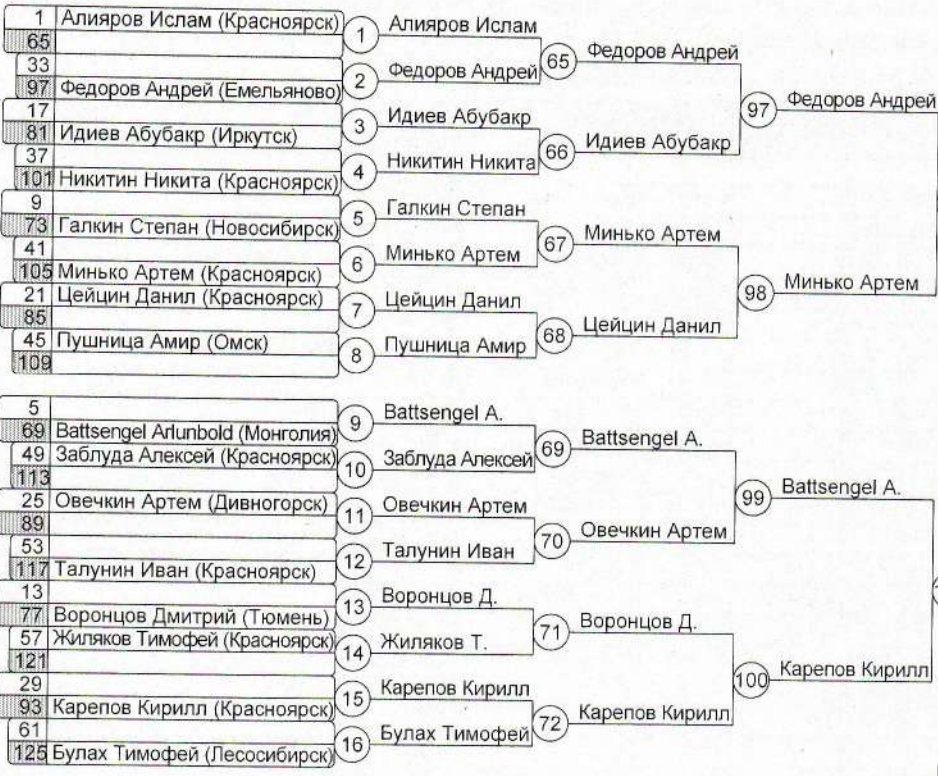 1 Алияров Ислам (Красноярск)
65
1 Алияров Ислам
33
97 Федоров Андрей (Емельяново)
2 Федоров Андрей
65 Федоров Андрей
17
81 Идиев Абубакр (Иркутск)
3 Идиев Абубакр
37
101 Никитин Никита (Красноярск)
4 Никитин Никита
66 Идиев Абубакр
97 Федоров Андрей
9
73 Галкин Степан (Новосибирск)
5 Галкин Степан
41
105 Минько Артем (Красноярск)
6 Минько Артем
67 Минько Артем
21 Цейцин Данил (Красноярск)
85
7 Цейцин Данил
45 Пушница Амир (Омск)
109
8 Пушница Амир
68 Цейцин Данил
98 Минько Артем
5
69 Battsengel Arlunbold (Монголия)
9 Battsengel A.
49 Заблуда Алексей (Красноярск)
113
10 Заблуда Алексей
69 Battsengel A.
25 Овечкин Артем (Дивногорск)
89
11 Овечкин Артем
53
117 Талунин Иван (Красноярск)
12 Талунин Иван
70 Овечкин Артем
99 Battsengel A.
13
77 Воронцов Дмитрий (Тюмень)
13 Воронцов Д.
57 Жиляков Тимофей (Красноярск)
121
14 Жиляков Т.
71 Воронцов Д.
29
93 Карепов Кирилл (Красноярск)
15 Карепов Кирилл
61
125 Булах Тимофей (Лесосибирск)
16 Булах Тимофей
72 Карепов Кирилл
100 Карепов Кирилл